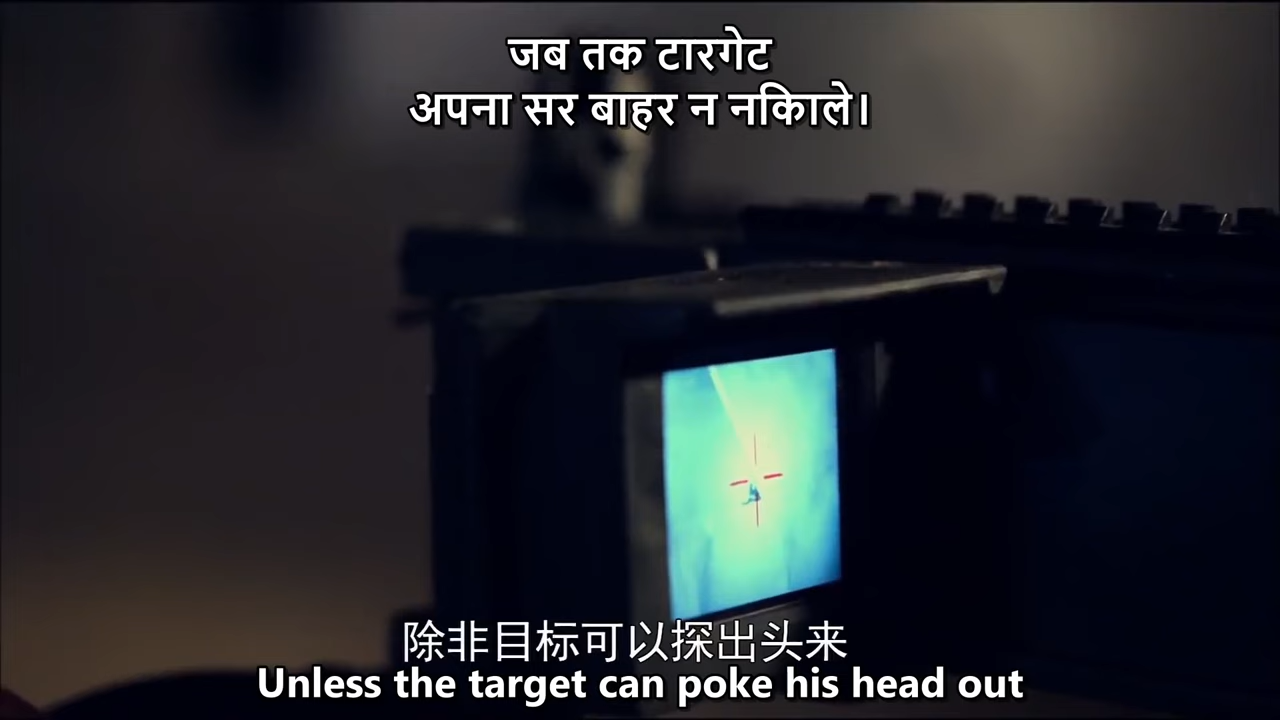 जब तक टारगेट
अपना सर बाहर न निकाले।
除非目标可以探出头来
Unless the target can poke his head out